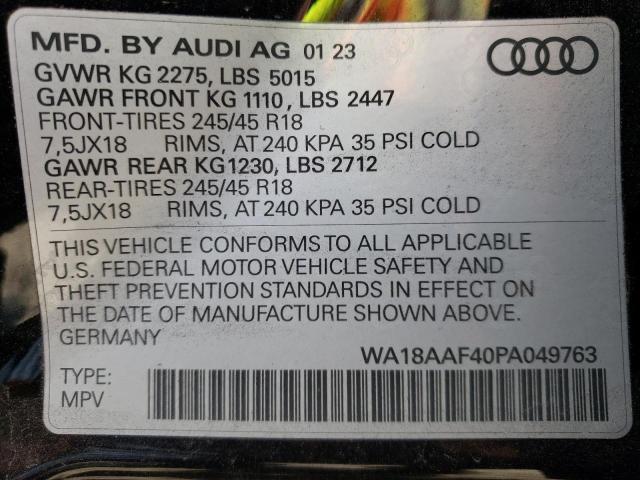 MFD. BY AUDI AG 01 23
GVWR KG 2275, LBS 5015
GAWR FRONT KG 1110, LBS 2447
FRONT-TIRES 245/45 R18
7,5JX18 RIMS, AT 240 KPA 35 PSI COLD
GAWR REAR KG1230, LBS 2712
REAR-TIRES 245/45 R18
7,5JX18 RIMS, AT 240 KPA 35 PSI COLD
THIS VEHICLE CONFORMS TO ALL APPLICABLE
U.S. FEDERAL MOTOR VEHICLE SAFETY AND
THEFT PREVENTION STANDARDS IN EFFECT ON
THE DATE OF MANUFACTURE SHOWN ABOVE.
GERMANY
WA18AAF40PA049763
TYPE:
MPV